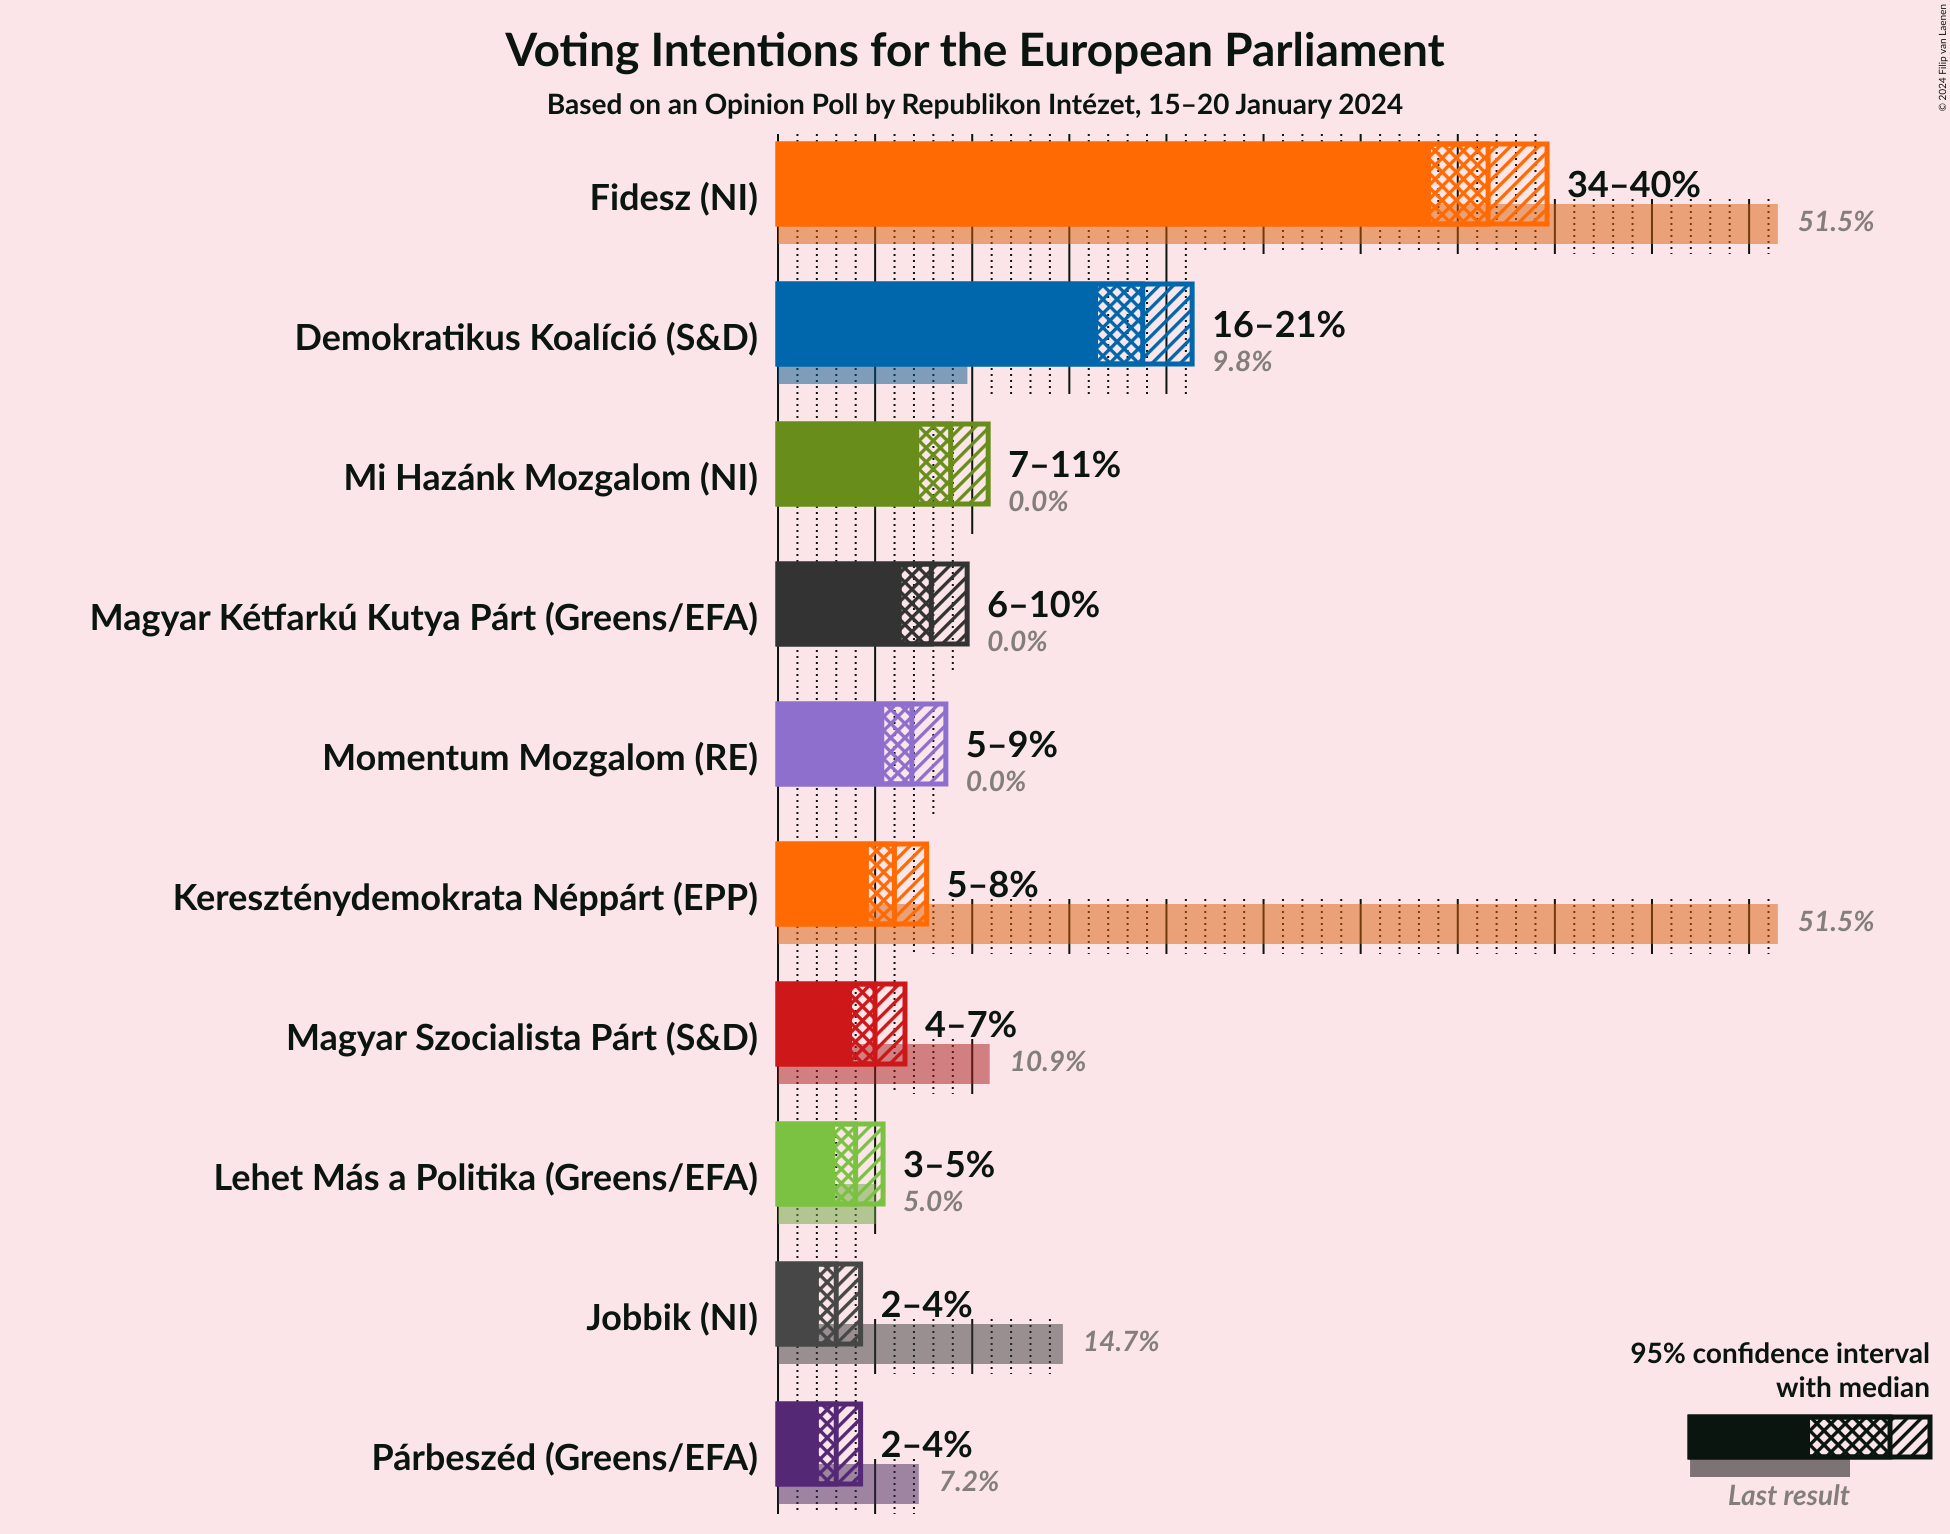 Voting Intentions for the European Parliament
Based on an Opinion Poll by Republikon Intézet, 15–20 January 2024
© 2024 Filip van Laenen
Fidesz (NI)
34–40%
51.5%
Demokratikus Koalíció (S&D)
16–21%
9.8%
Mi Hazánk Mozgalom (NI)
7–11%
0.0%
Magyar Kétfarkú Kutya Párt (Greens/EFA)
6–10%
0.0%
Momentum Mozgalom (RE)
5–9%
0.0%
Kereszténydemokrata Néppárt (EPP)
5–8%
51.5%
Magyar Szocialista Párt (S&D)
4–7%
10.9%
Lehet Más a Politika (Greens/EFA)
3–5%
5.0%
Jobbik (NI)
2–4%
14.7%
Párbeszéd (Greens/EFA)
2–4%
7.2%
95% confidence interval
with median
Last result